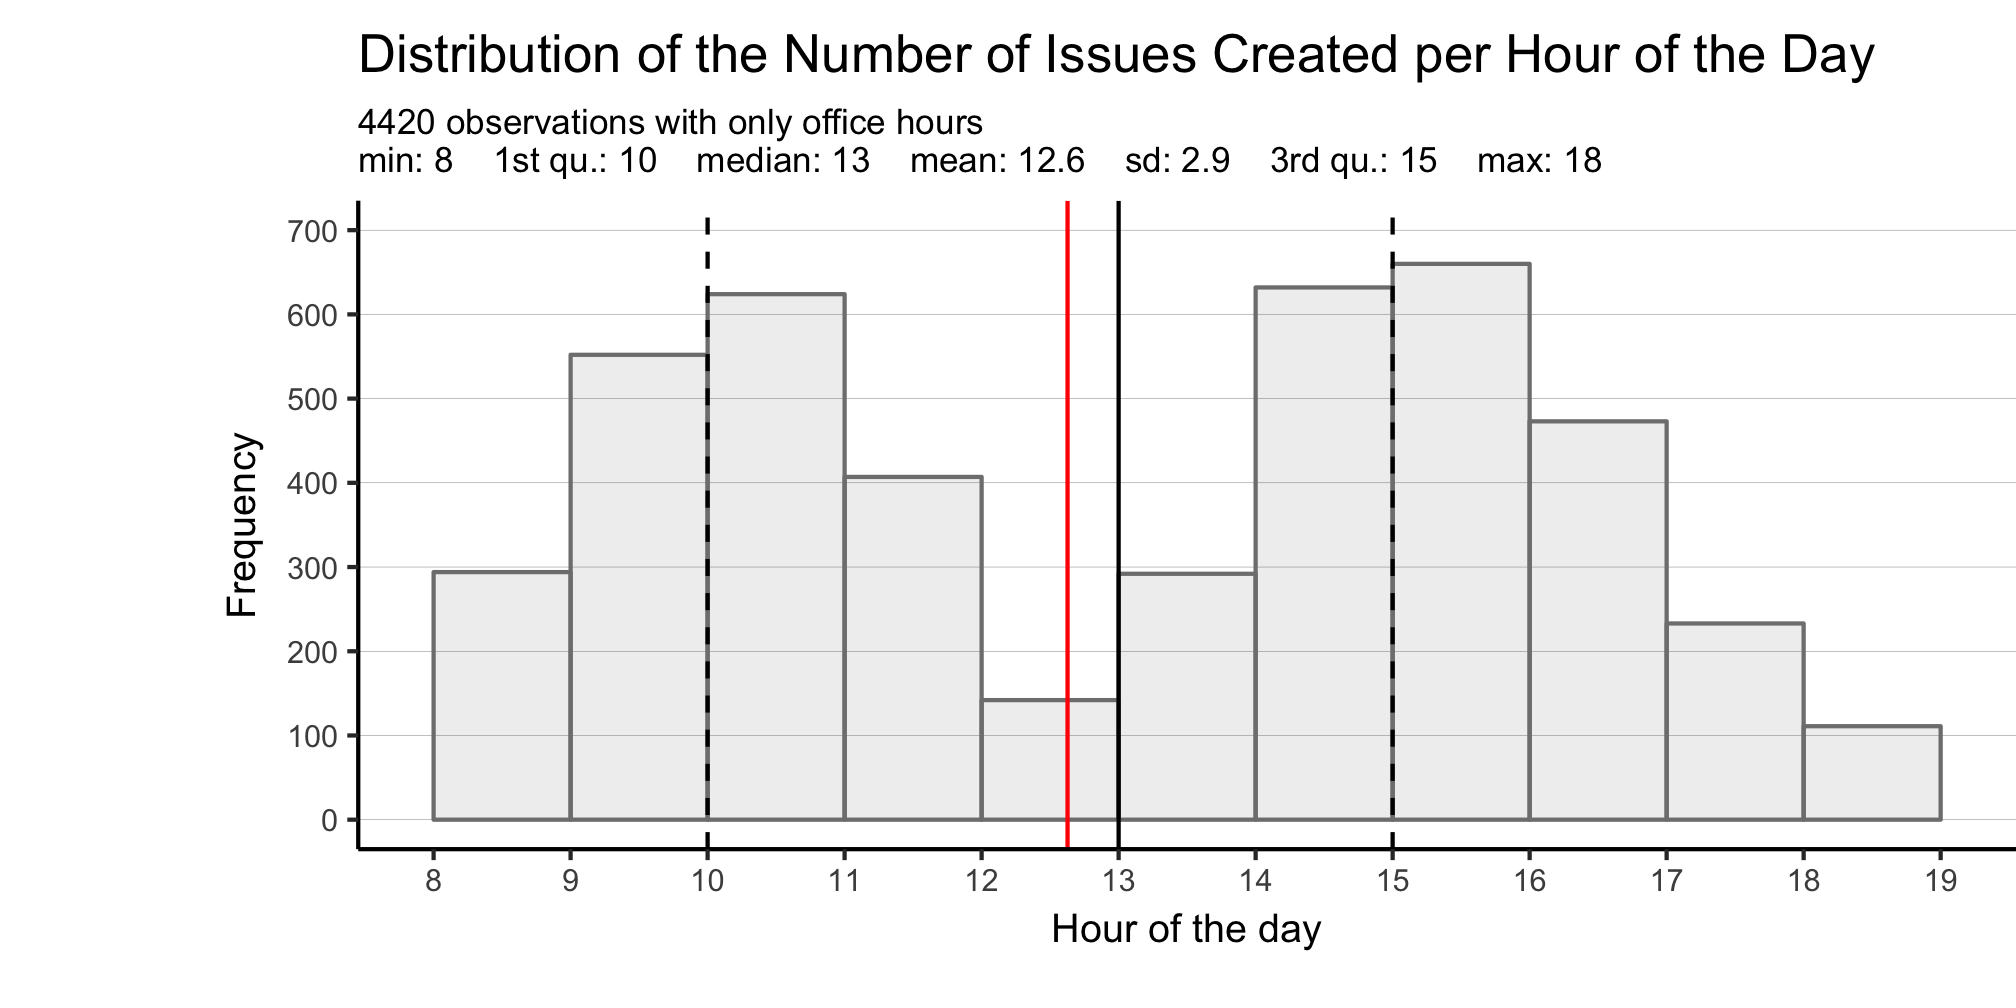 Distribution of the Number of Issues Created per Hour of the Day
4420 observations with only office hours
min: 8 1st qu.: 10 median: 13 mean: 12.6 sd: 2.9 3rd qu.: 15 max: 18
700
600
500
400
300
200
100
0
Frequency
8 9 10 11 12 13 14 15 16 17 18 19
Hour of the day